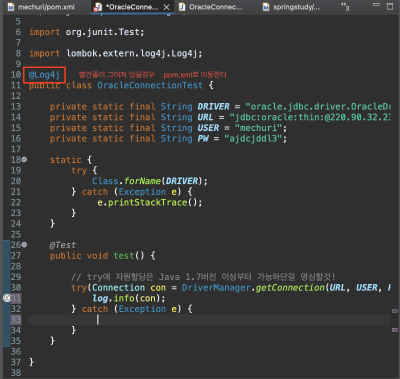 mechuri/pom.xml *OracleConne... OracleConnec... springstudy/... »3
5
6 import org.junit.Test;
7
8 import lombok.extern.log4j.Log4j;
9
10 @Log4j 빨간줄이 그어져 있을경우 pom.xml로 이동한다
11 public class OracleConnectionTest {
12
13 private static final String DRIVER = "oracle.jdbc.driver.OracleDr
14 private static final String URL = "jdbc:oracle:thin:@220.90.32.23
15 private static final String USER = "mechuri";
16 private static final String PW = "ajdcjddl3";
17
18 static {
19 try {
20 Class.forName(DRIVER);
21 } catch (Exception e) {
22 e.printStackTrace();
23 }
24 }
25
26 @Test
27 public void test() {
28
29 // try에 자원할당은 Java 1.7버전 이상부터 가능하단걸 명심할것!
30 try(Connection con = DriverManager.getConnection(URL, USER, P
31 log.info(con);
32 } catch (Exception e) {
33
34 }
35 }
36
37 }
38